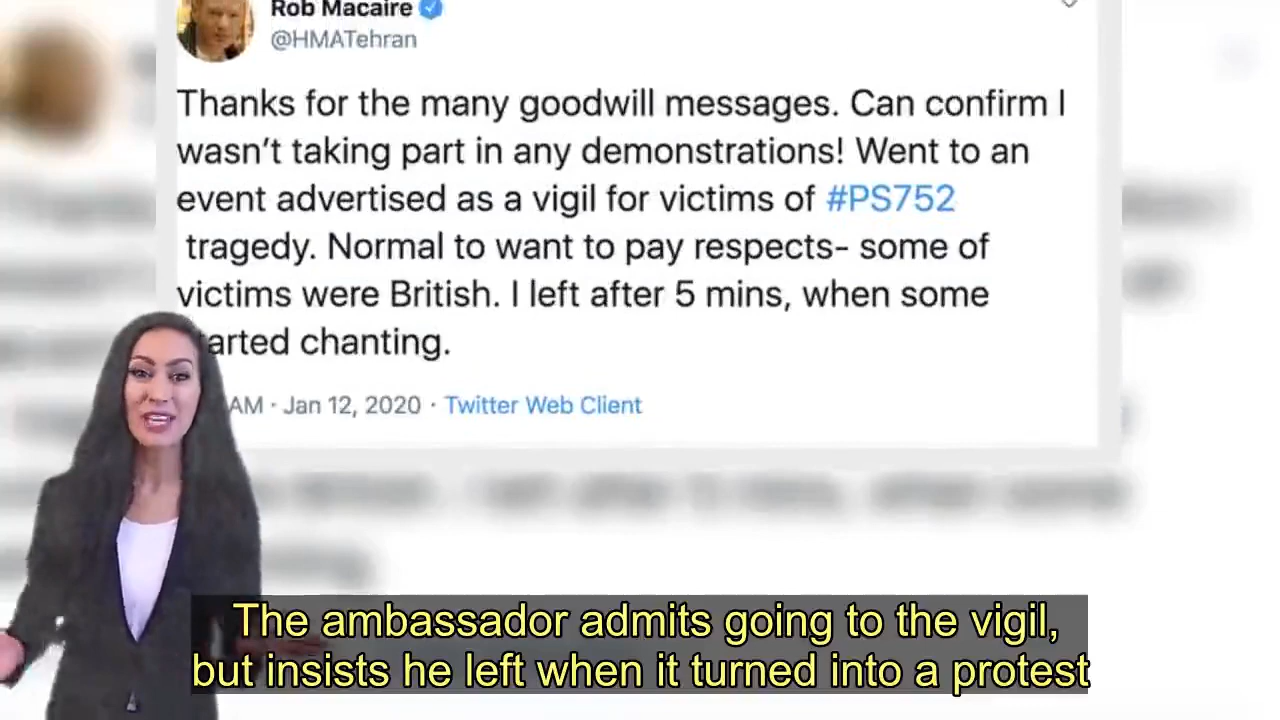 Rob Macaire
@HMATehran
Thanks for the many goodwill messages. Can confirm I
wasn't taking part in any demonstrations! Went to an
event advertised as a vigil for victims of #PS752
tragedy. Normal to want to pay respects- some of
victims were British. I left after 5 mins, when some
arted chanting.
AM · Jan 12, 2020 · Twitter Web Client
The ambassador admits going to the vigil,
but insists he left when it turned into a protest